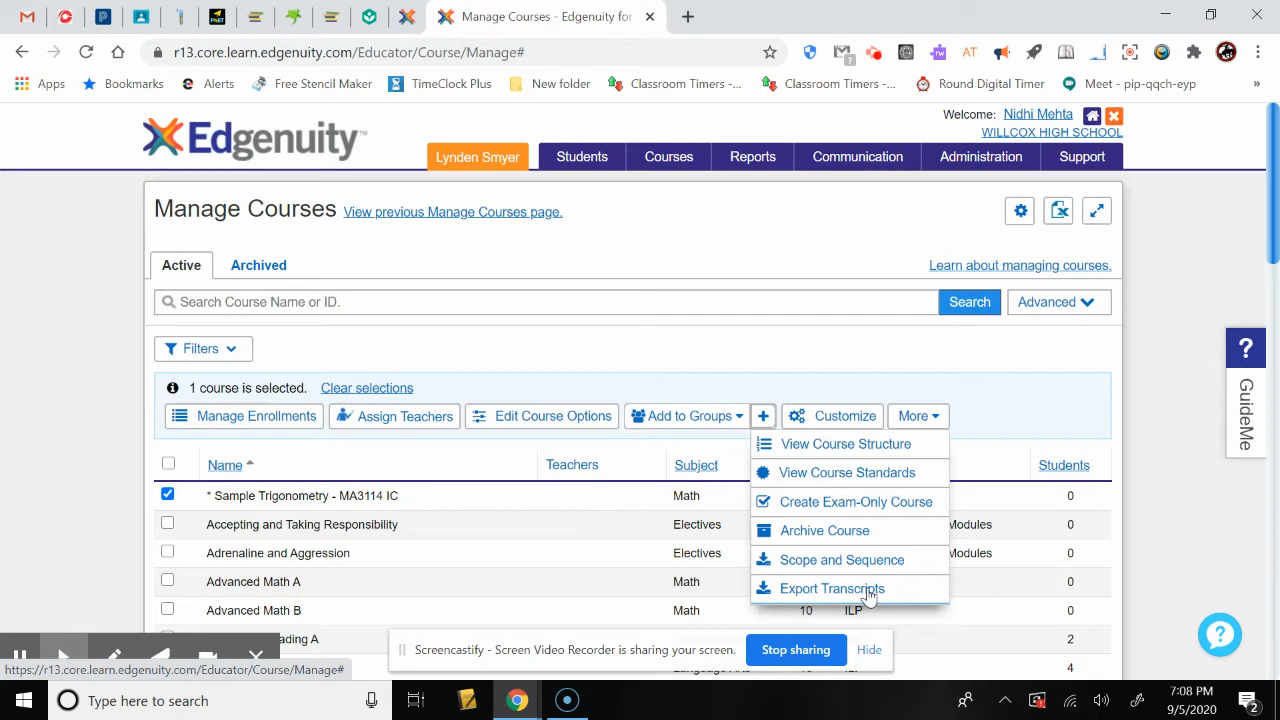 Manage Courses - Edgenuity for
r13.core.learn.edgenuity.com/Educator/Course/Manage#
Apps Bookmarks Alerts Free Stencil Maker TimeClock Plus New folder Classroom Timers -... Classroom Timers -... Round Digital Timer Meet - pip-qqch-eyp »
Edgenuity™
Welcome: Nidhi Mehta
WILLCOX HIGH SCHOOL
Lynden Smyer Students Courses Reports Communication Administration Support
Manage Courses View previous Manage Courses page.
Active Archived Learn about managing courses.
Search Course Name or ID. Search Advanced
Filters
1 course is selected. Clear selections
Manage Enrollments Assign Teachers Edit Course Options Add to Groups + Customize More
View Course Structure
Name Teachers Subject Students
View Course Standards
* Sample Trigonometry - MA3114 IC Math 0
Create Exam-Only Course
Accepting and Taking Responsibility Electives Modules 0
Archive Course
Adrenaline and Aggression Electives Modules 0
Scope and Sequence
Advanced Math A Math 0
Export Transcripts
Advanced Math B Math 10 ILP 0
ading A 2
? GuideMe
?
Screencastify - Screen Video Recorder is sharing your screen. Stop sharing Hide
https://r13.core.learn.edgenuity.com/Educator/Course/Manage#
4
Type here to search
7:08 PM
9/5/2020
2